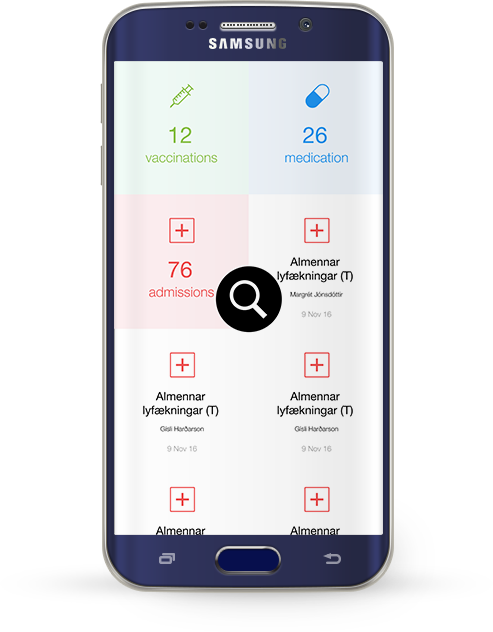 SAMSUNG
12
vaccinations
26
medication
76
admissions
Almennar
lyfækningar (T)
Margrét Jónsdóttir
9 Nov 16
Almennar
lyfækningar (T)
Gísli Harðarson
9 Nov 16
Almennar
lyfækningar (T)
Gísli Harðarson
9 Nov 16
Almennar
Almennar